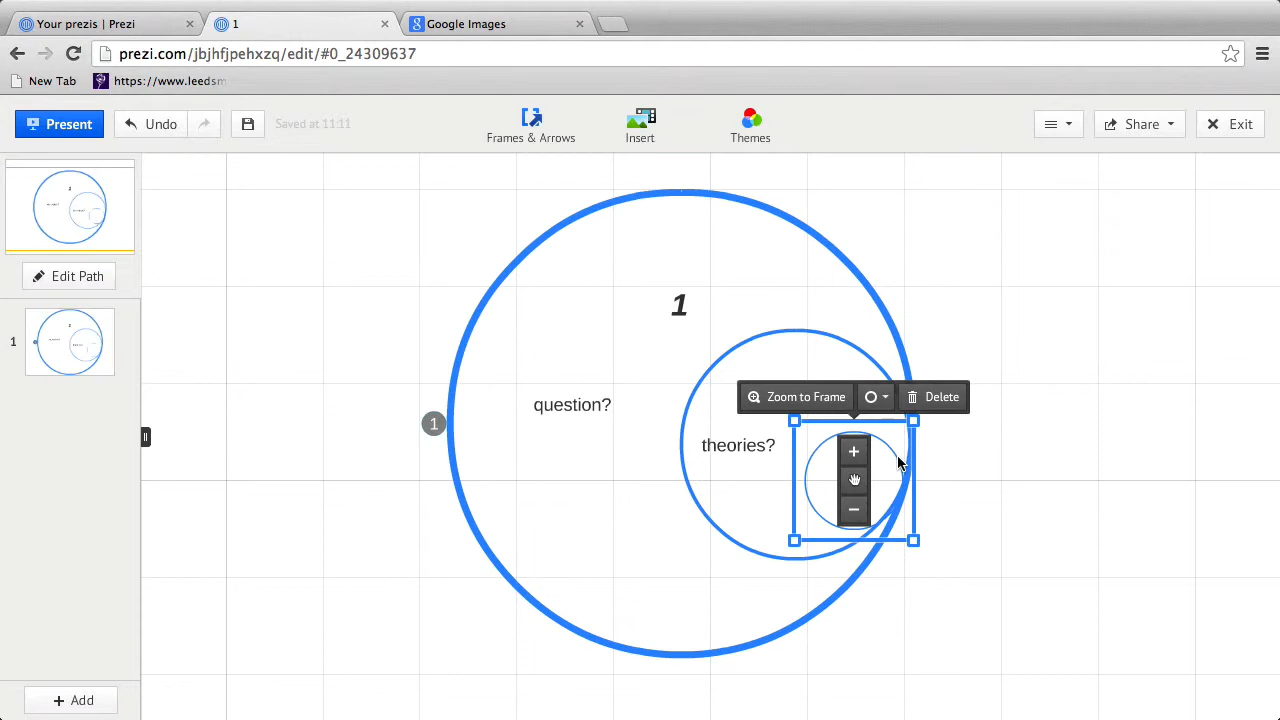 Your prezis | Prezi
1
Google Images
prezi.com/jbjhfjpehxzq/edit/#0_24309637
New Tab
https://www.leedsm
Present
Undo
Saved at 11:11
Frames & Arrows
Insert
Themes
Share
Exit
Edit Path
1
Add
1
question?
theories?
1
Zoom to Frame
Delete